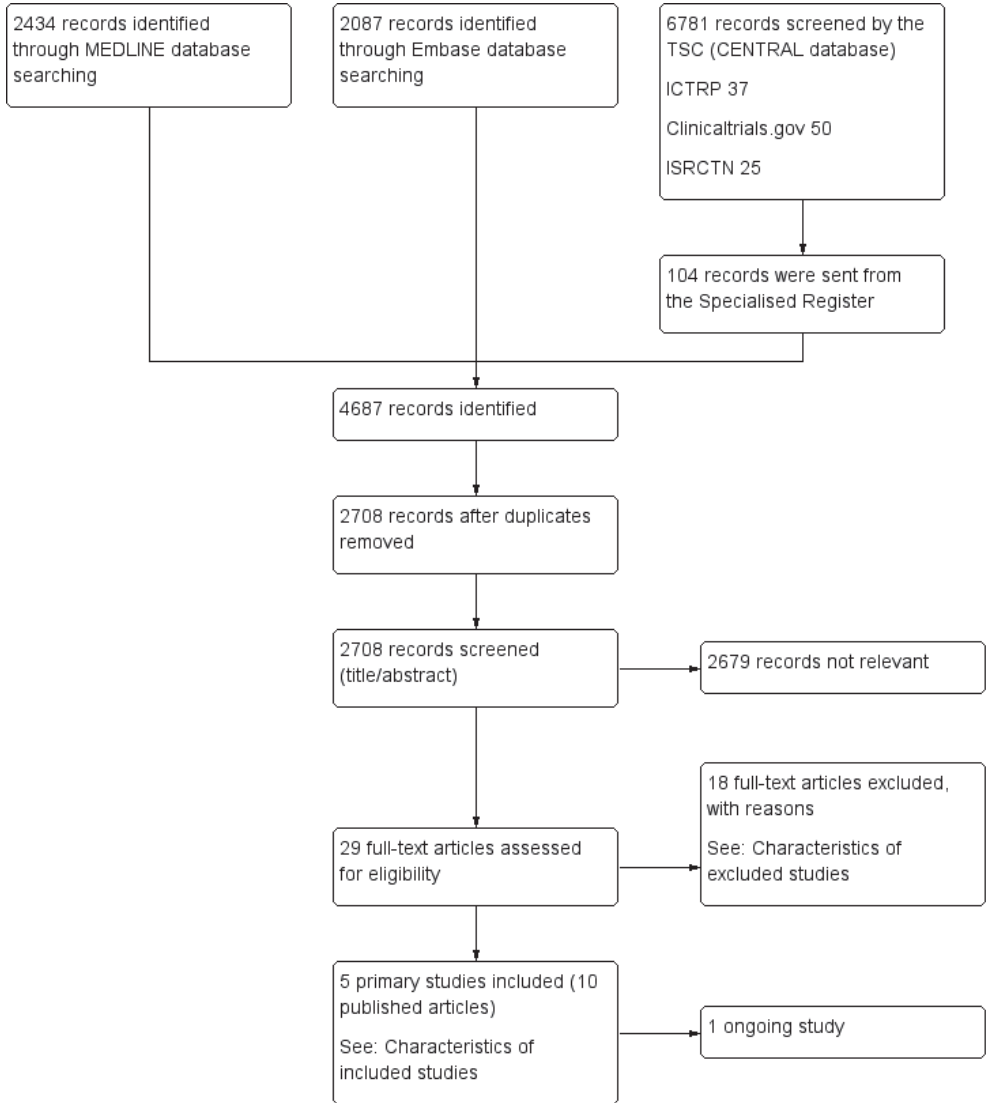 2434 records identified
through MEDLINE database
searching
2087 records identified
through Embase database
searching
6781 records screened by the
TSC (CENTRAL database)
ICTRP 37
Clinicaltrials.gov 50
ISRCTN 25
104 records were sent from
the Specialised Register
4687 records identified
2708 records after duplicates
removed
2708 records screened
(title/abstract)
2679 records not relevant
18 full-text articles excluded,
with reasons
See: Characteristics of
excluded studies
29 full-text articles assessed
for eligibility
5 primary studies included (10
published articles)
See: Characteristics of
included studies
1 ongoing study